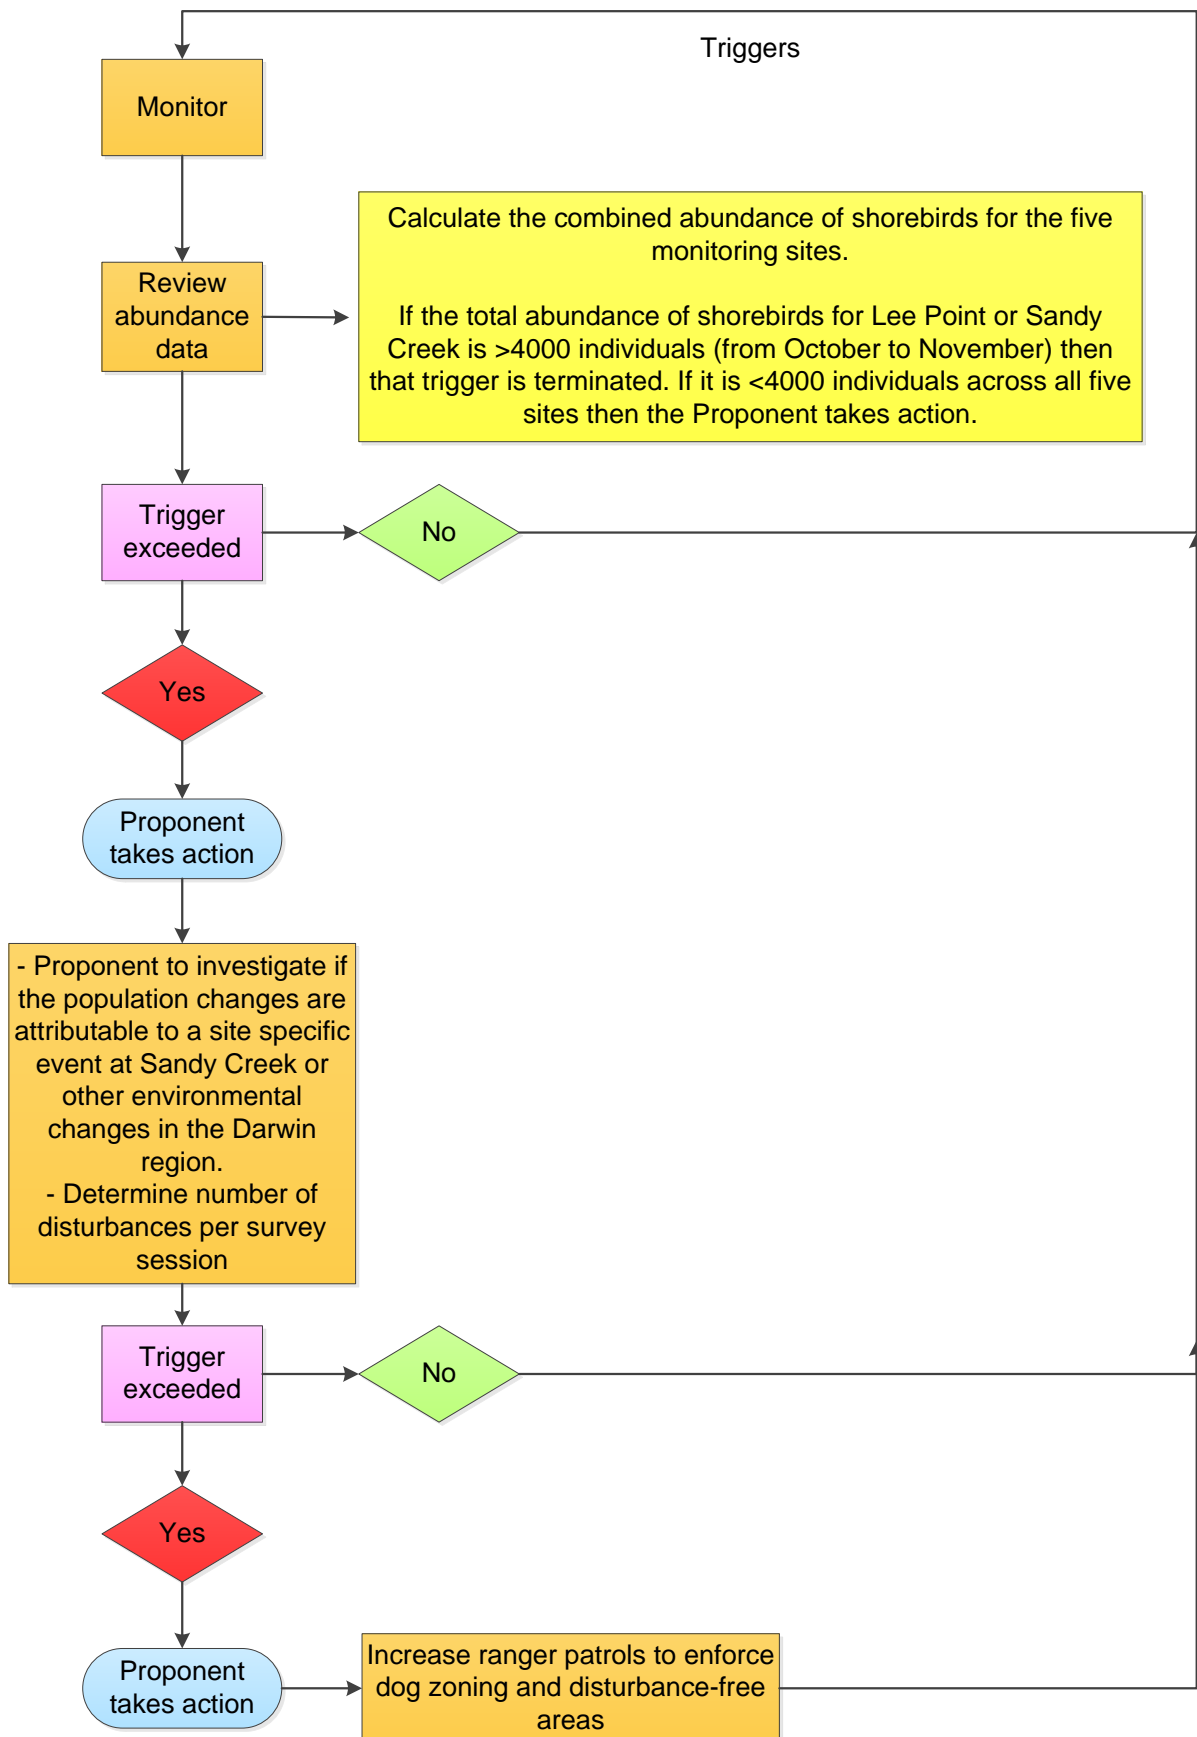 Triggers
Monitor
Calculate the combined abundance of shorebirds for the five
monitoring sites.
If the total abundance of shorebirds for Lee Point or Sandy
Creek is >4000 individuals (from October to November) then
that trigger is terminated. If it is <4000 individuals across all five
sites then the Proponent takes action.
Review
abundance
data
Trigger
exceeded
No
Yes
Proponent
takes action
- Proponent to investigate if
the population changes are
attributable to a site specific
event at Sandy Creek or
other environmental
changes in the Darwin
region.
- Determine number of
disturbances per survey
session
Trigger
exceeded
No
Yes
Proponent
takes action
Increase ranger patrols to enforce
dog zoning and disturbance-free
areas